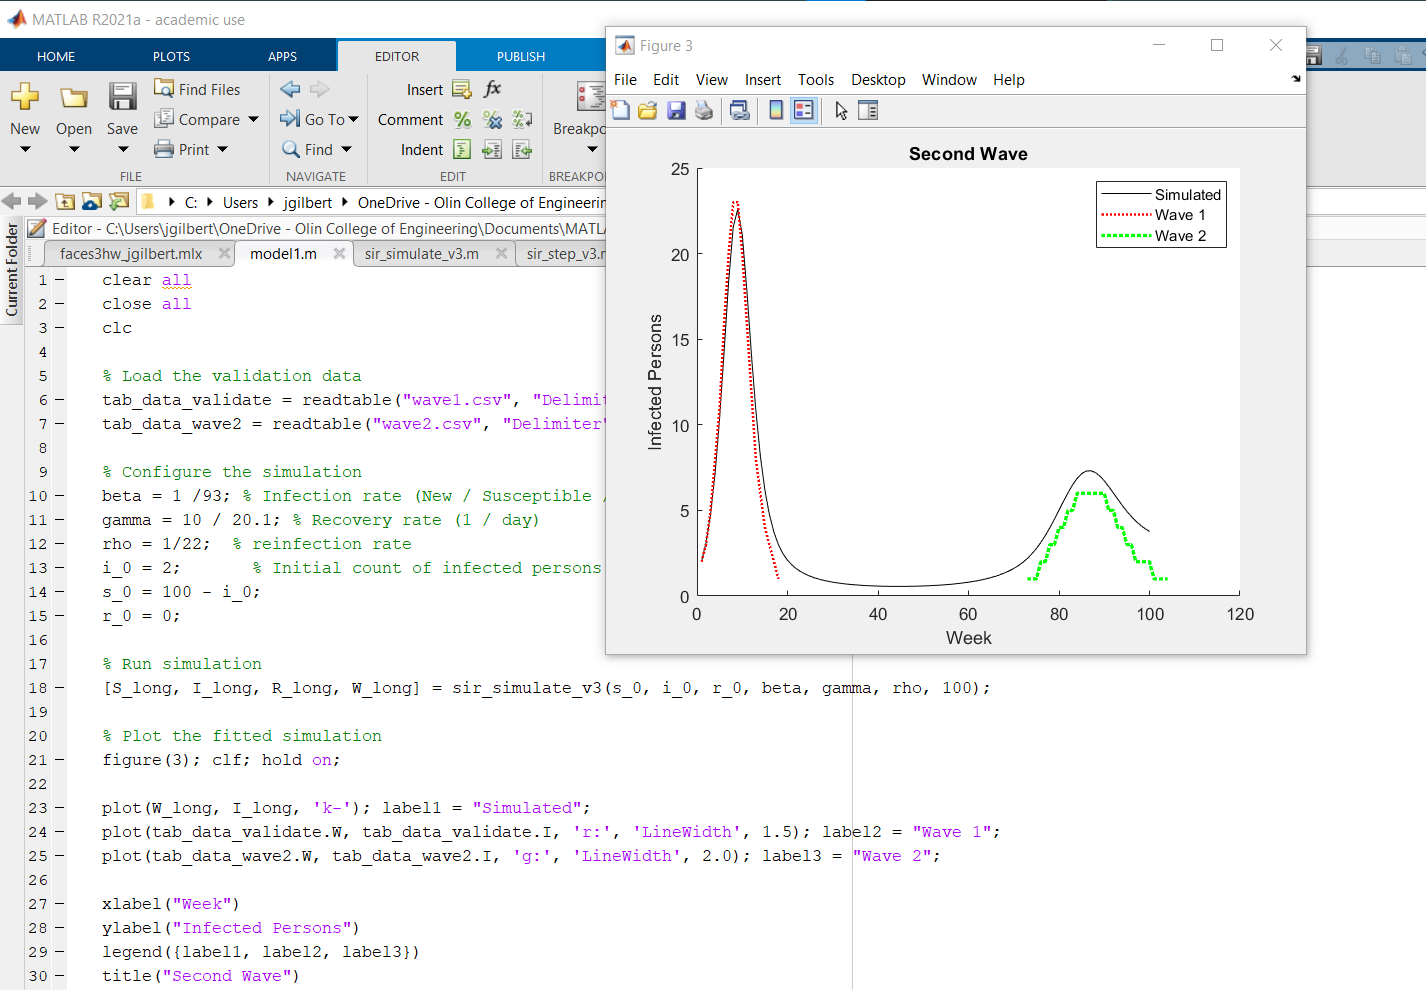 MATLAB R2021a - academic use
HOME PLOTS APPS EDITOR PUBLISH
New Open Save
Find Files
Compare
Print
FILE
Go To
Find
NAVIGATE
Insert fx
Comment
Indent
EDIT
BREAKPO
C: Users jgilbert OneDrive - Olin College of Engineerin
Current Folder
Editor - C:\Users\jgilbert\OneDrive - Olin College of Engineering\Documents\MATL
faces3hw_jgilbert.mlx model1.m sir_simulate_v3.m sir_step_v3.m
1 clear all
2 close all
3 clc
4
5 % Load the validation data
6 tab_data_validate = readtable("wave1.csv", "Delimit
7 tab_data_wave2 = readtable("wave2.csv", "Delimiter"
8
9 % Configure the simulation
10 beta = 1 /93; % Infection rate (New / Susceptible /
11 gamma = 10 / 20.1; % Recovery rate (1 / day)
12 rho = 1/22; % reinfection rate
13 i_0 = 2; % Initial count of infected persons
14 s_0 = 100 - i_0;
15 r_0 = 0;
16
17 % Run simulation
18 [S_long, I_long, R_long, W_long] = sir_simulate_v3(s_0, i_0, r_0, beta, gamma, rho, 100);
19
20 % Plot the fitted simulation
21 figure(3); clf; hold on;
22
23 plot(W_long, I_long, 'k-'); label1 = "Simulated";
24 plot(tab_data_validate.W, tab_data_validate.I, 'r:', 'LineWidth', 1.5); label2 = "Wave 1";
25 plot(tab_data_wave2.W, tab_data_wave2.I, 'g:', 'LineWidth', 2.0); label3 = "Wave 2";
26
27 xlabel("Week")
28 ylabel("Infected Persons")
29 legend({label1, label2, label3})
30 title("Second Wave")
Figure 3
File Edit View Insert Tools Desktop Window Help
Second Wave
Simulated
Wave 1
Wave 2
Infected Persons
25
20
15
10
5
0
0 20 40 60 80 100 120
Week